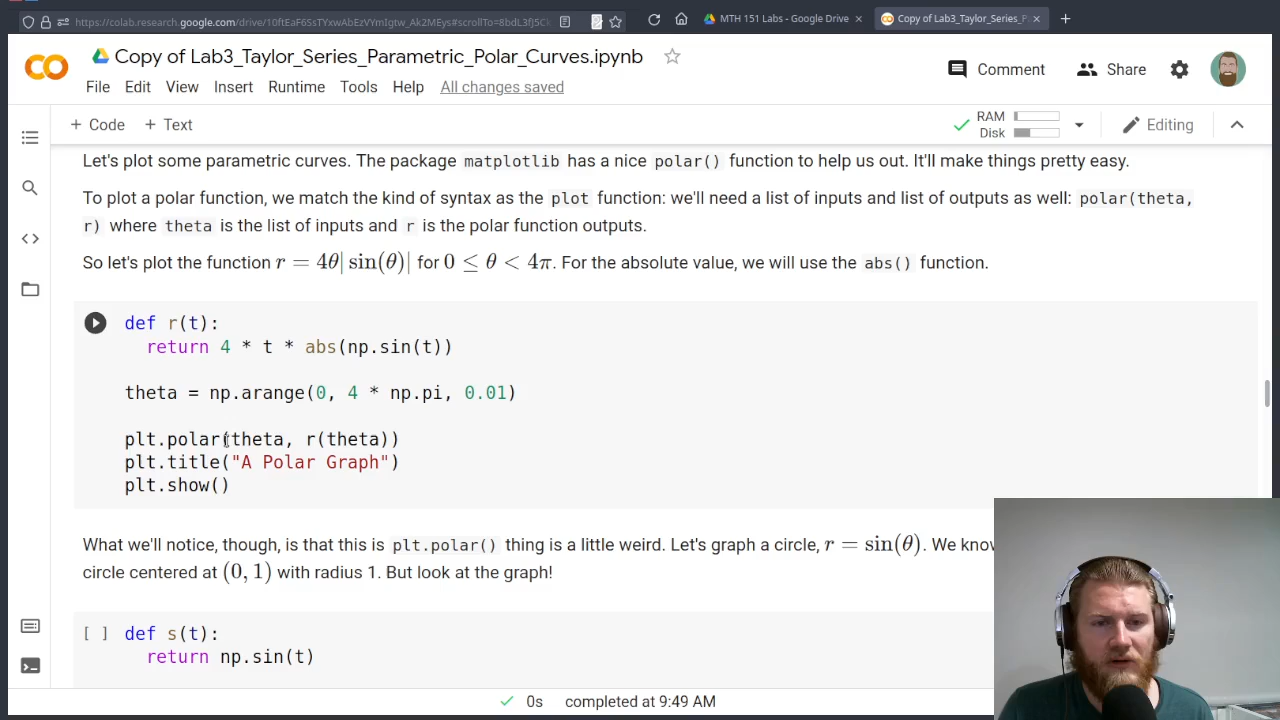 https://colab.research.google.com/drive/10ftEaF65sTYxwAbEzVYmIgtw_Ak2MEys#scrollTo=8bdL3fJ5Cl
MTH 151 Labs - Google Drive
Copy of Lab3_Taylor_Series_P
Copy of Lab3_Taylor_Series_Parametric_Polar_Curves.ipynb
Comment
Share
File Edit View Insert Runtime Tools Help All changes saved
+ Code + Text
RAM
Disk
Editing
Let's plot some parametric curves. The package matplotlib has a nice polar() function to help us out. It'll make things pretty easy.
To plot a polar function, we match the kind of syntax as the plot function: we'll need a list of inputs and list of outputs as well: polar(theta,
r) where theta is the list of inputs and r is the polar function outputs.
So let's plot the function r = 4θ| sin(θ)| for 0 ≤ θ < 4π. For the absolute value, we will use the abs() function.
def r(t):
return 4 * t * abs(np.sin(t))
theta = np.arange(0, 4 * np.pi, 0.01)
plt.polar(theta, r(theta))
plt.title("A Polar Graph")
plt.show()
What we'll notice, though, is that this is plt.polar() thing is a little weird. Let's graph a circle, r = sin(θ). We kno
circle centered at (0, 1) with radius 1. But look at the graph!
[ ] def s(t):
return np.sin(t)
0s completed at 9:49 AM